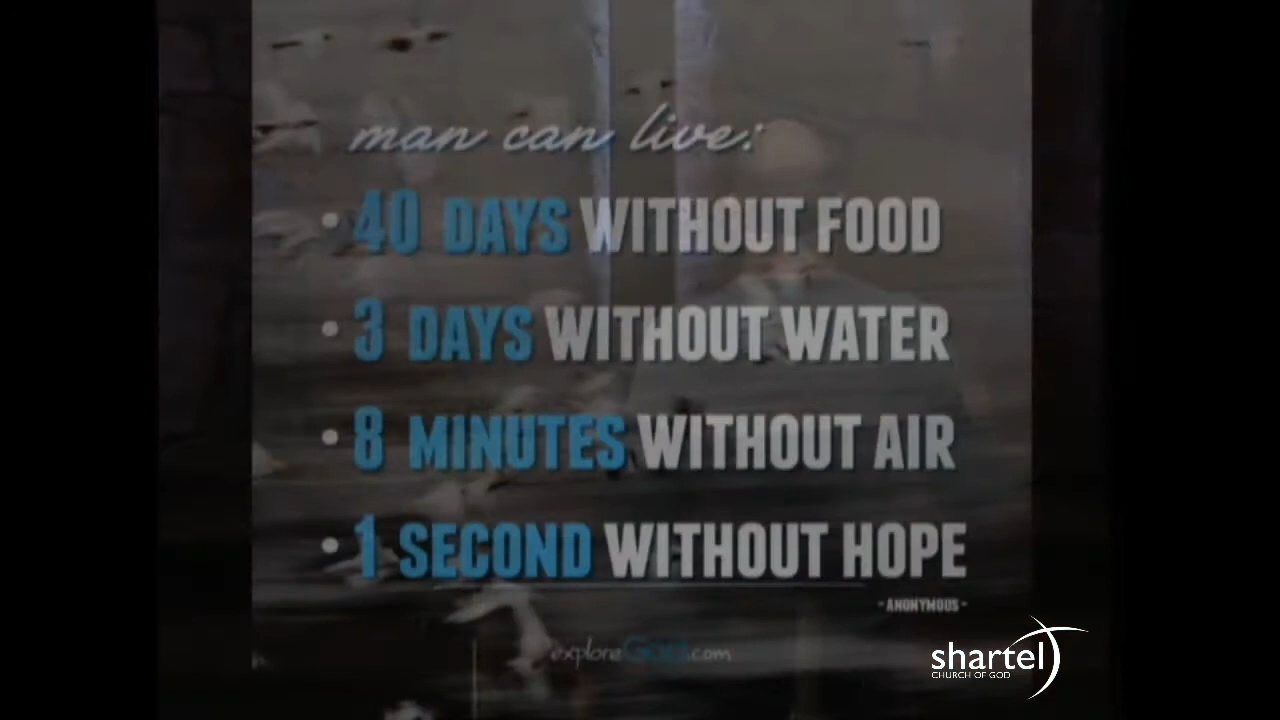 man can live:
• 40 DAYS WITHOUT FOOD
• 3 DAYS WITHOUT WATER
• 8 MINUTES WITHOUT AIR
• 1 SECOND WITHOUT HOPE
- ANONYMOUS -
exploreGod.com
shartel
CHURCH OF GOD